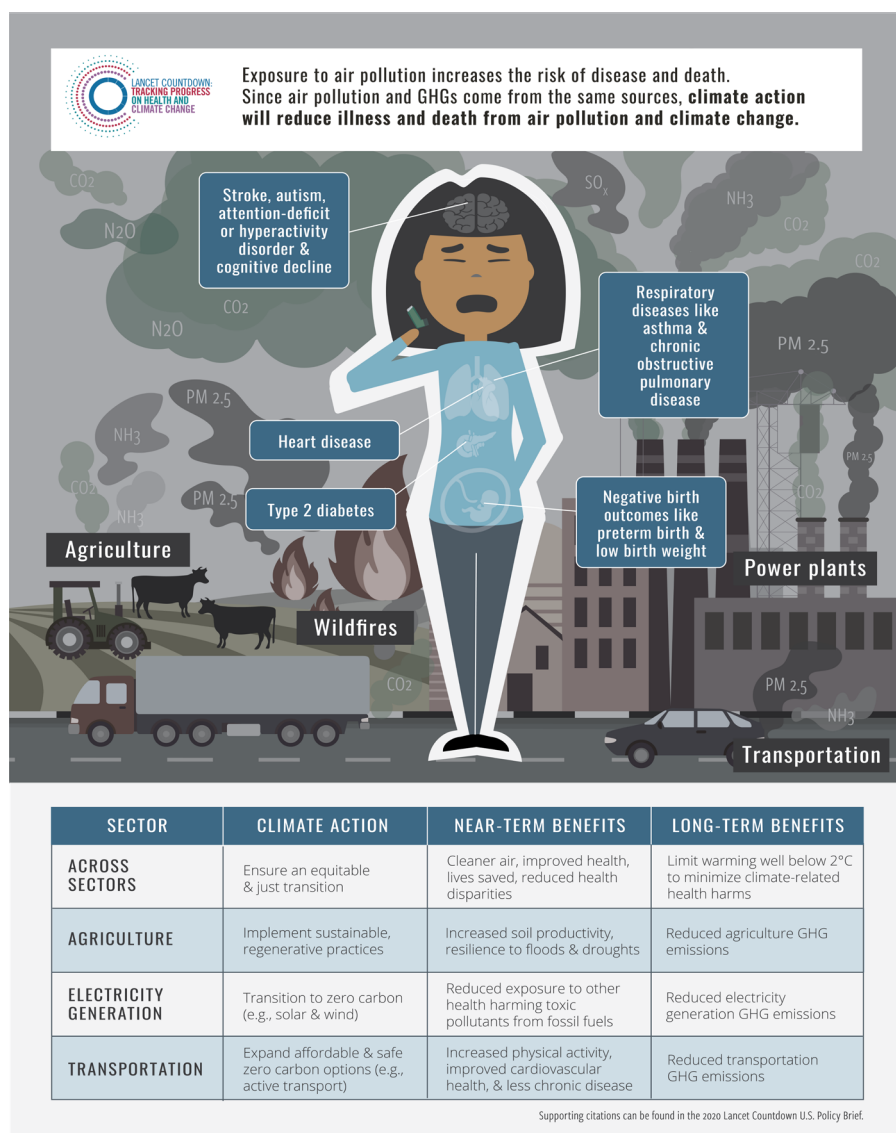 LANCET COUNTDOWN:
TRACKING PROGRESS
ON HEALTH AND
CLIMATE CHANGE
Exposure to air pollution increases the risk of disease and death.
Since air pollution and GHGs come from the same sources, climate action
will reduce illness and death from air pollution and climate change.
CO2
N2O
CO2
N2O
SOx
NH3
CO2
CO2
PM 2.5
Stroke, autism,
attention-deficit
or hyperactivity
disorder &
cognitive decline
Respiratory
diseases like
asthma &
chronic
obstructive
pulmonary
disease
PM 2.5
NH3
PM 2.5
CO2
NH3
PM 2.5
CO2
Heart disease
Type 2 diabetes
Negative birth
outcomes like
preterm birth &
low birth weight
Agriculture
Power plants
Wildfires
CO2
PM 2.5
NH3
Transportation
SECTOR
CLIMATE ACTION
NEAR-TERM BENEFITS
LONG-TERM BENEFITS
ACROSS
SECTORS
Ensure an equitable
& just transition
Cleaner air, improved health,
lives saved, reduced health
disparities
Limit warming well below 2°C
to minimize climate-related
health harms
AGRICULTURE
Implement sustainable,
regenerative practices
Increased soil productivity,
resilience to floods & droughts
Reduced agriculture GHG
emissions
ELECTRICITY
GENERATION
Transition to zero carbon
(e.g., solar & wind)
Reduced exposure to other
health harming toxic
pollutants from fossil fuels
Reduced electricity
generation GHG emissions
TRANSPORTATION
Expand affordable & safe
zero carbon options (e.g.,
active transport)
Increased physical activity,
improved cardiovascular
health, & less chronic disease
Reduced transportation
GHG emissions
Supporting citations can be found in the 2020 Lancet Countdown U.S. Policy Brief.